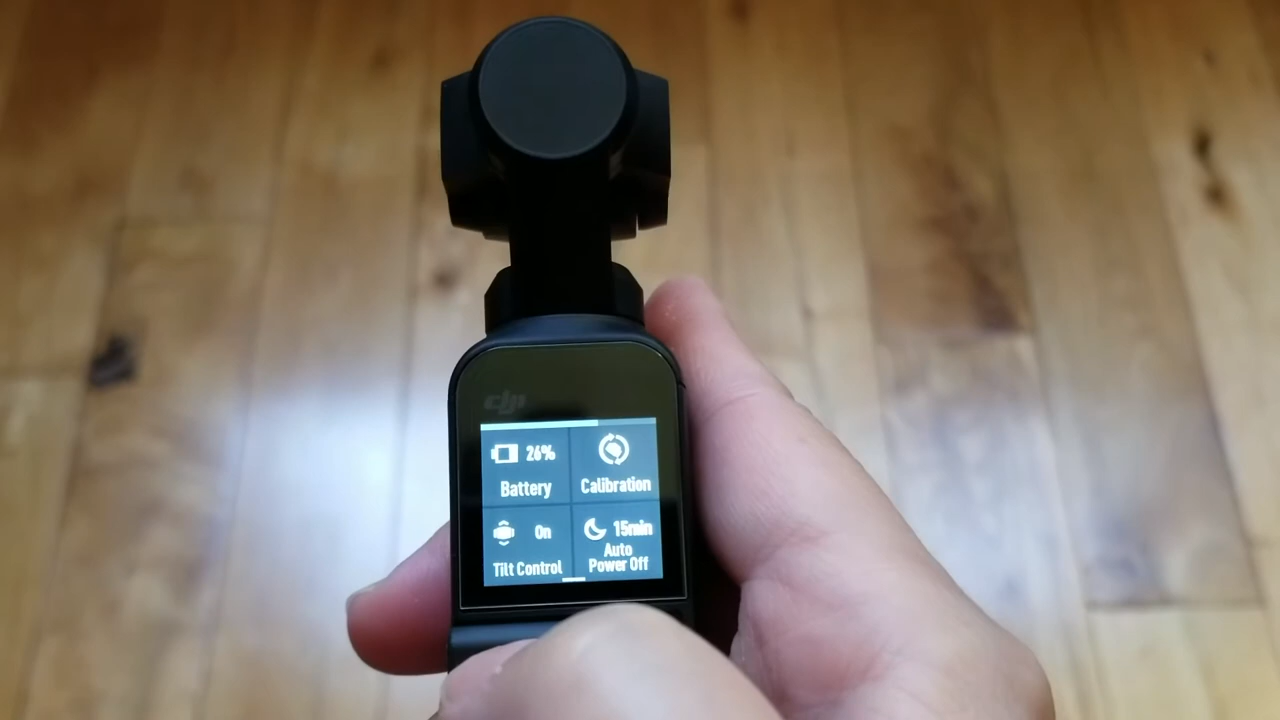 dji
26%
Battery
Calibration
On
Tilt Control
15min
Auto
Power Off